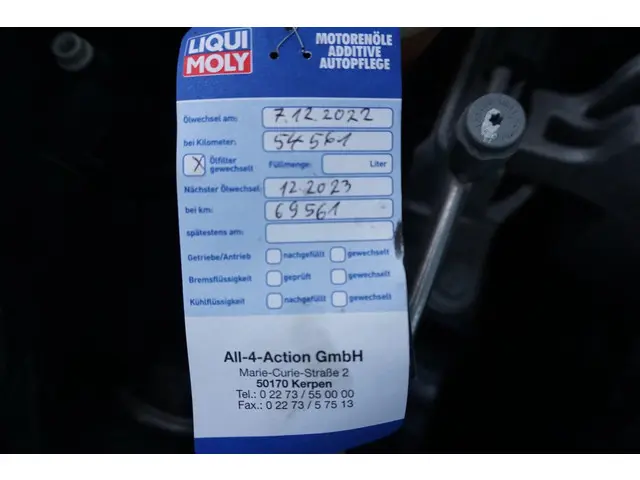 LIQUI
MOLY
MOTORENÖLE
ADDITIVE
AUTOPFLEGE
Ölwechsel am: 7.12.2022
bei Kilometer: 54561
X Ölfilter gewechselt Füllmenge: Liter
Nächster Ölwechsel: 12.2023
bei km: 69561
spätestens am:
Getriebe/Antrieb nachgefüllt gewechselt
Bremsflüssigkeit geprüft gewechselt
Kühlflüssigkeit nachgefüllt gewechselt
All-4-Action GmbH
Marie-Curie-Straße 2
50170 Kerpen
Tel.: 0 22 73 / 55 00 00
Fax.: 0 22 73 / 5 75 13